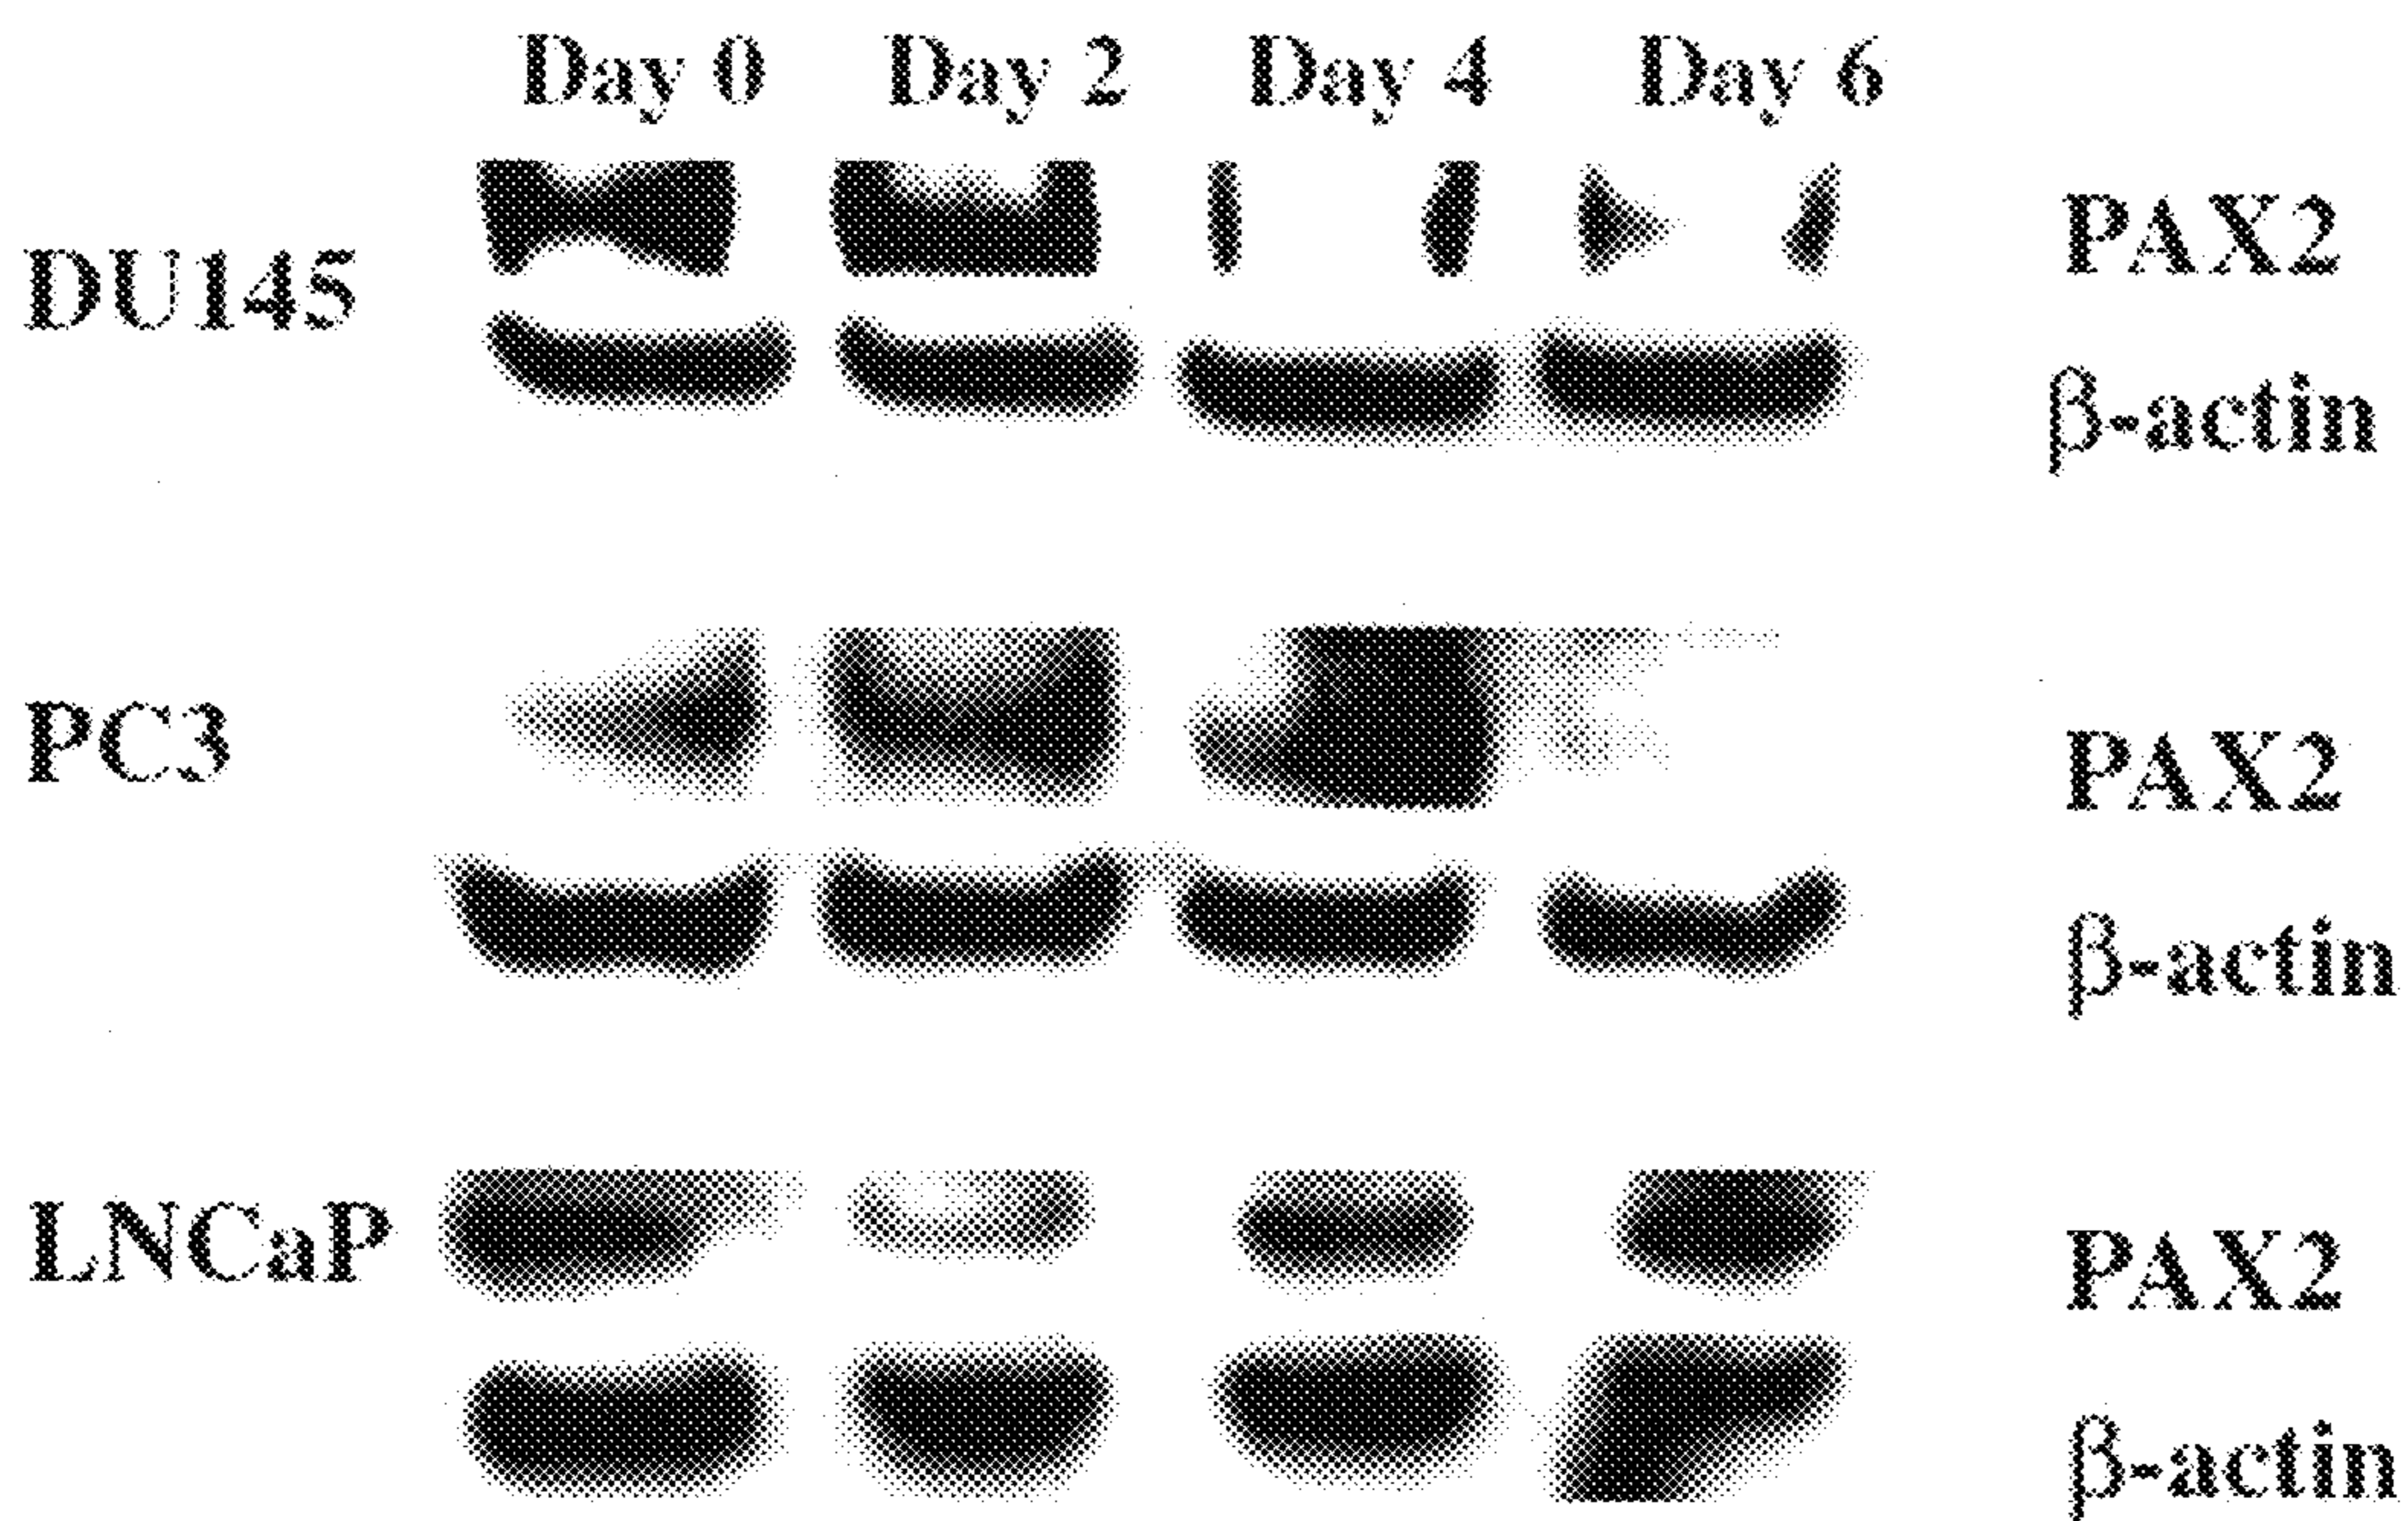 Day 0 Day 2 Day 4 Day 6
PAX2
DU145
β-actin
PC3 PAX2
β-actin
LNCaP PAX2
β-actin